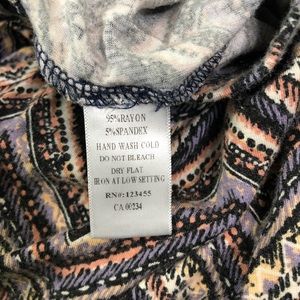 95%RAYON
5%SPANDEX
HAND WASH COLD
DO NOT BLEACH
DRY FLAT
IRON AT LOW SETTING
RN#:123455
CA 00234